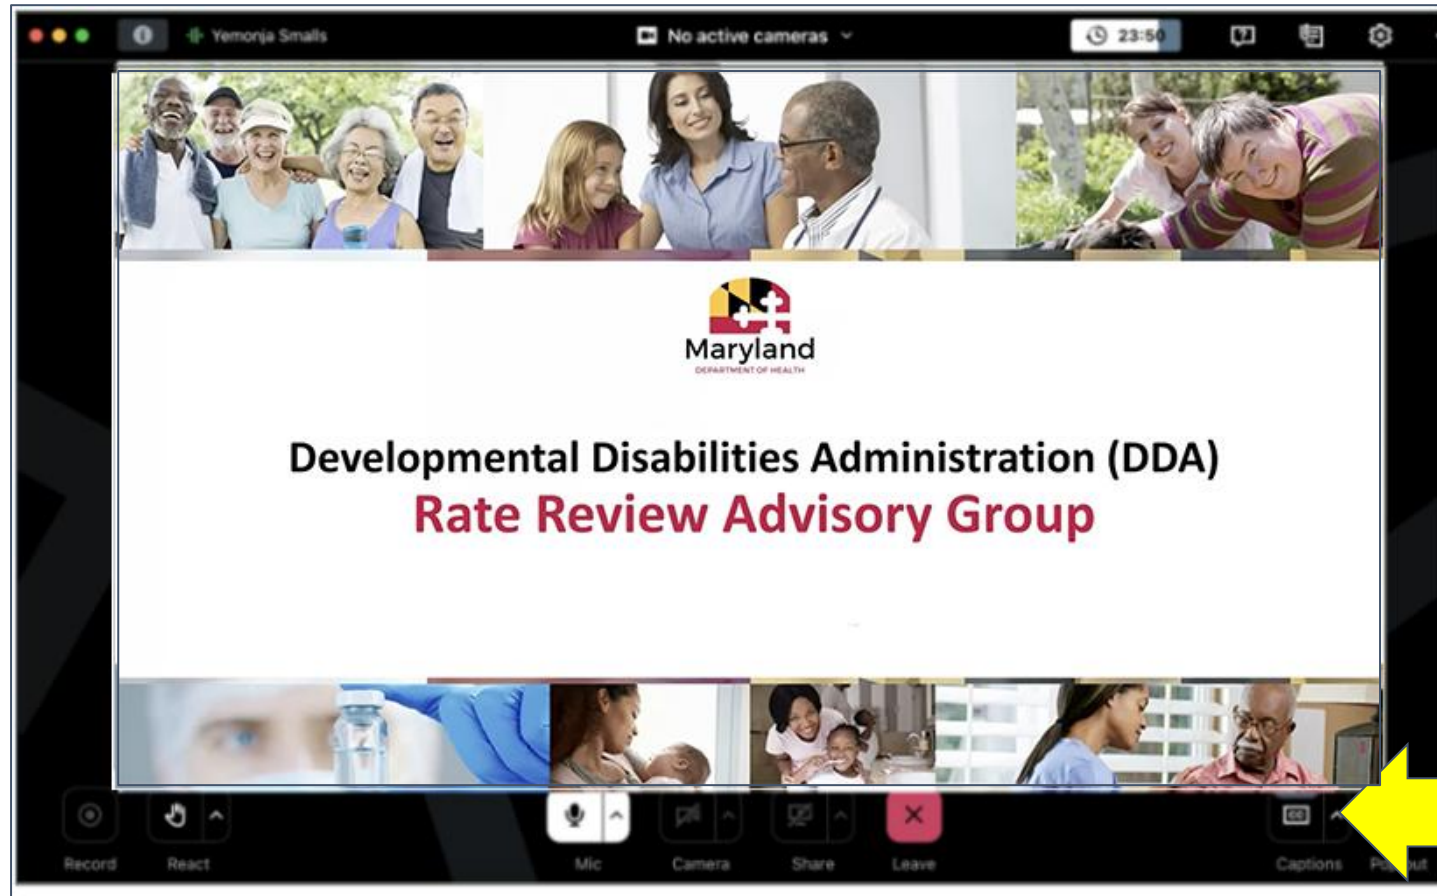 Yemonja Smalls
No active cameras
23:50
Maryland
DEPARTMENT OF HEALTH
Developmental Disabilities Administration (DDA)
Rate Review Advisory Group
Record
React
Mic
Camera
Share
Leave
CC
Captions